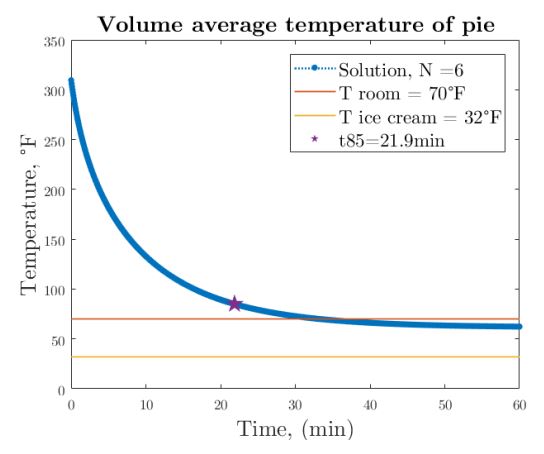 Volume average temperature of pie
350
300
250
200
150
100
50
0
Temperature, °F
Solution, N =6
T room = 70°F
T ice cream = 32°F
t85=21.9min
0 10 20 30 40 50 60
Time, (min)